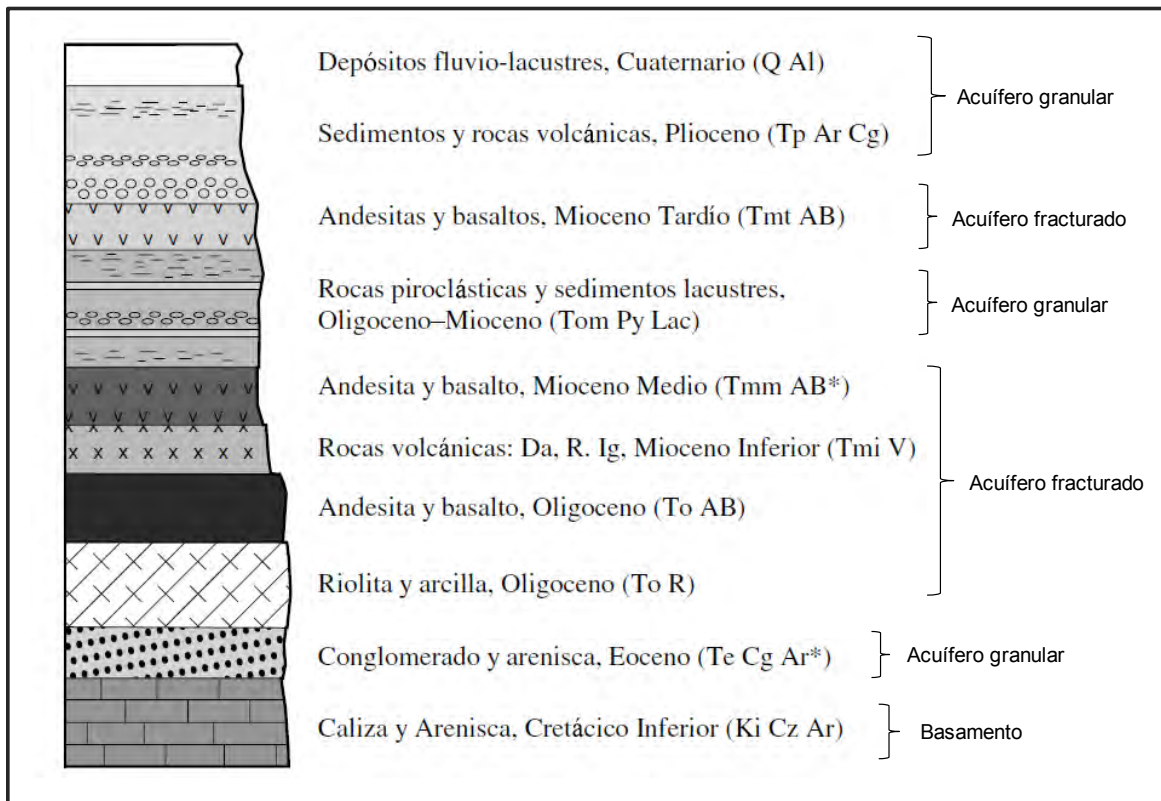 Depósitos fluvio-lacustres, Cuaternario (Q Al)
Acuífero granular
Sedimentos y rocas volcánicas, Plioceno (Tp Ar Cg)
Andesitas y basaltos, Mioceno Tardío (Tmt AB)
Acuífero fracturado
Rocas piroclásticas y sedimentos lacustres,
Oligoceno–Mioceno (Tom Py Lac)
Acuífero granular
Andesita y basalto, Mioceno Medio (Tmm AB*)
Rocas volcánicas: Da, R. Ig, Mioceno Inferior (Tmi V)
Acuífero fracturado
Andesita y basalto, Oligoceno (To AB)
Riolita y arcilla, Oligoceno (To R)
Conglomerado y arenisca, Eoceno (Te Cg Ar*)
Acuífero granular
Caliza y Arenisca, Cretácico Inferior (Ki Cz Ar)
Basamento